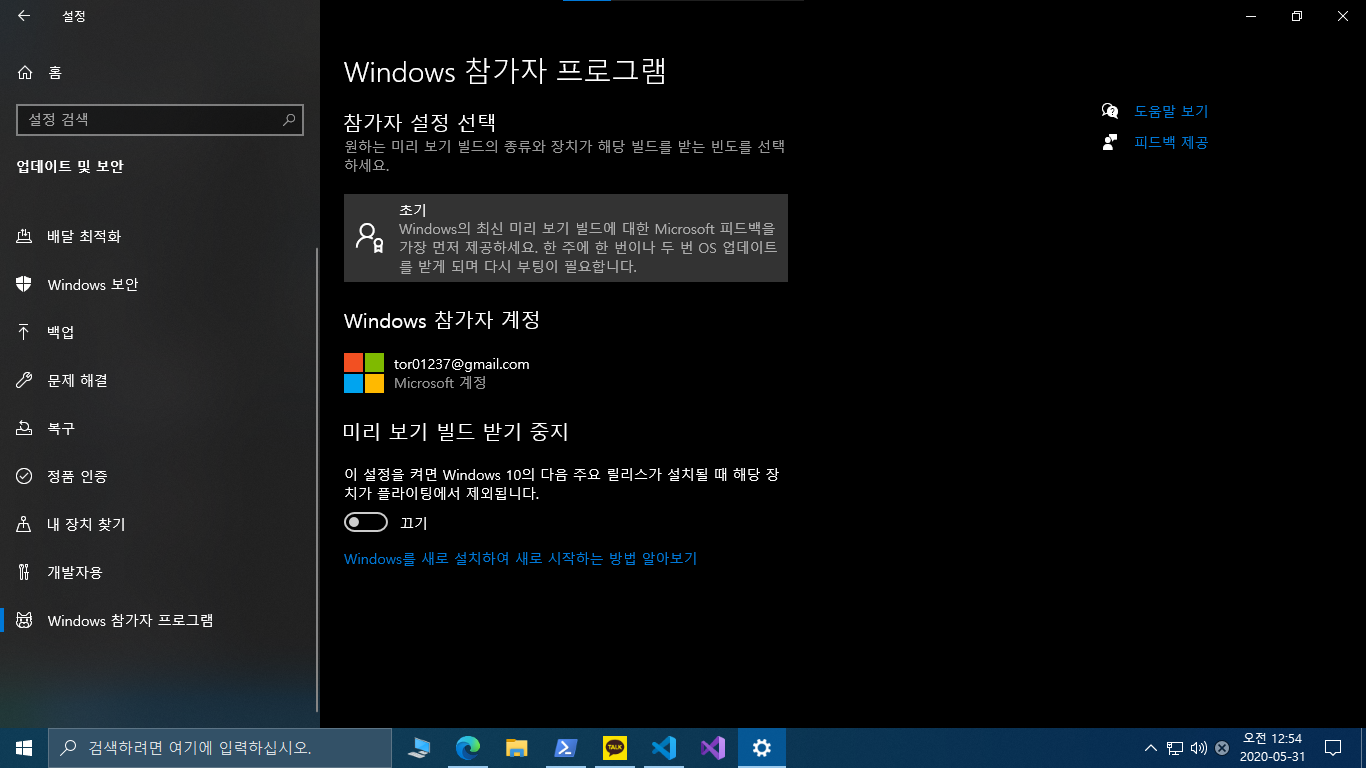 설정
홈
설정 검색
업데이트 및 보안
배달 최적화
Windows 보안
백업
문제 해결
복구
정품 인증
내 장치 찾기
개발자용
Windows 참가자 프로그램
Windows 참가자 프로그램
참가자 설정 선택
원하는 미리 보기 빌드의 종류와 장치가 해당 빌드를 받는 빈도를 선택
하세요.
초기
Windows의 최신 미리 보기 빌드에 대한 Microsoft 피드백을
가장 먼저 제공하세요. 한 주에 한 번이나 두 번 OS 업데이트
를 받게 되며 다시 부팅이 필요합니다.
Windows 참가자 계정
tor01237@gmail.com
Microsoft 계정
미리 보기 빌드 받기 중지
이 설정을 켜면 Windows 10의 다음 주요 릴리스가 설치될 때 해당 장
치가 플라이팅에서 제외됩니다.
끄기
Windows를 새로 설치하여 새로 시작하는 방법 알아보기
도움말 보기
피드백 제공
검색하려면 여기에 입력하십시오.
TALK
오전 12:54
2020-05-31